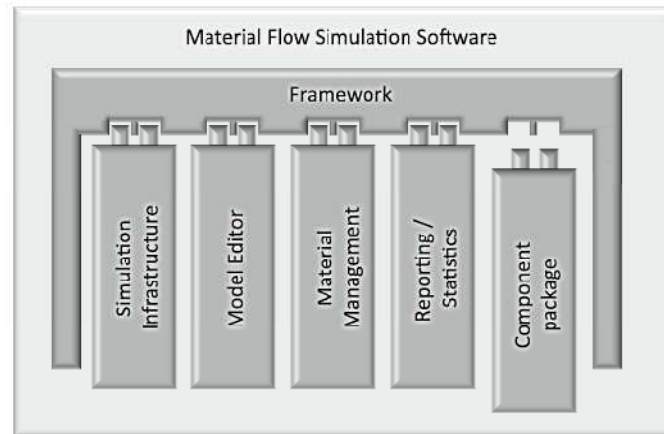 Material Flow Simulation Software
Framework
Simulation
Infrastructure
Model Editor
Material
Management
Reporting /
Statistics
Component
package